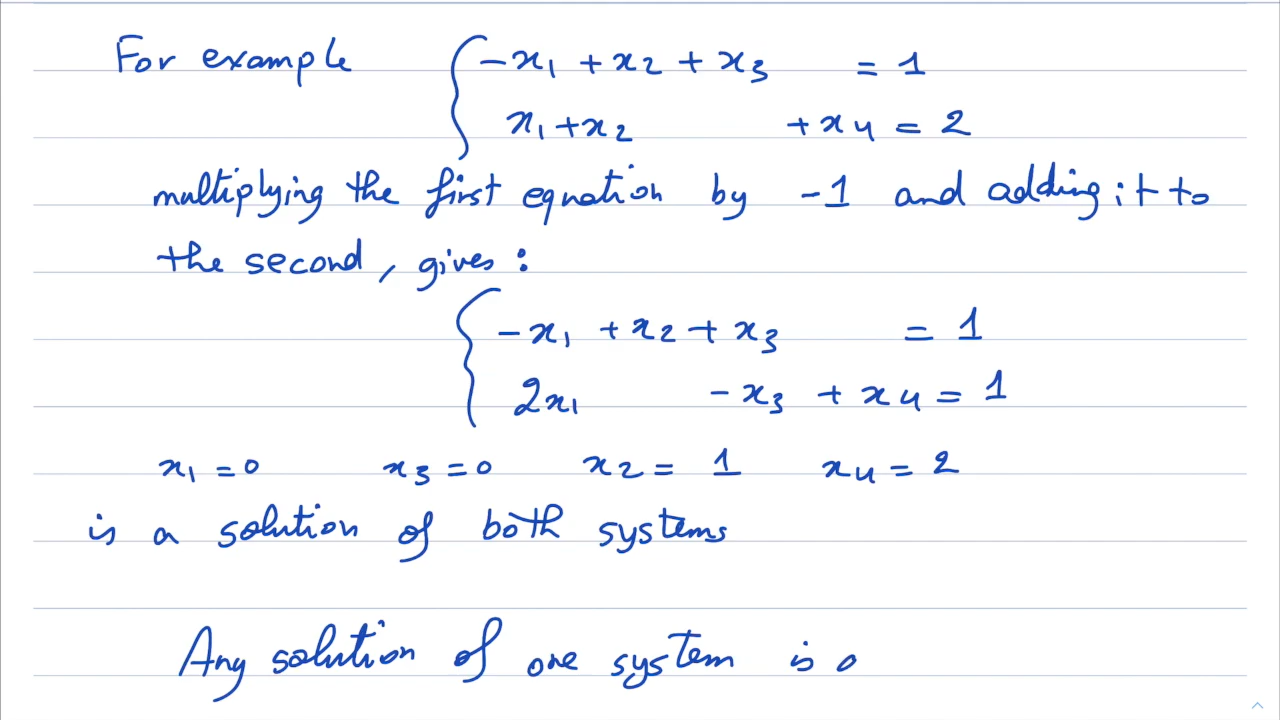 For example { -x1 + x2 + x3 = 1
x1 + x2 + x4 = 2
multiplying the first equation by -1 and adding it to
the second, gives :
{ -x1 + x2 + x3 = 1
2x1 - x3 + x4 = 1
x1 = 0 x3 = 0 x2 = 1 x4 = 2
is a solution of both systems
Any solution of one system is